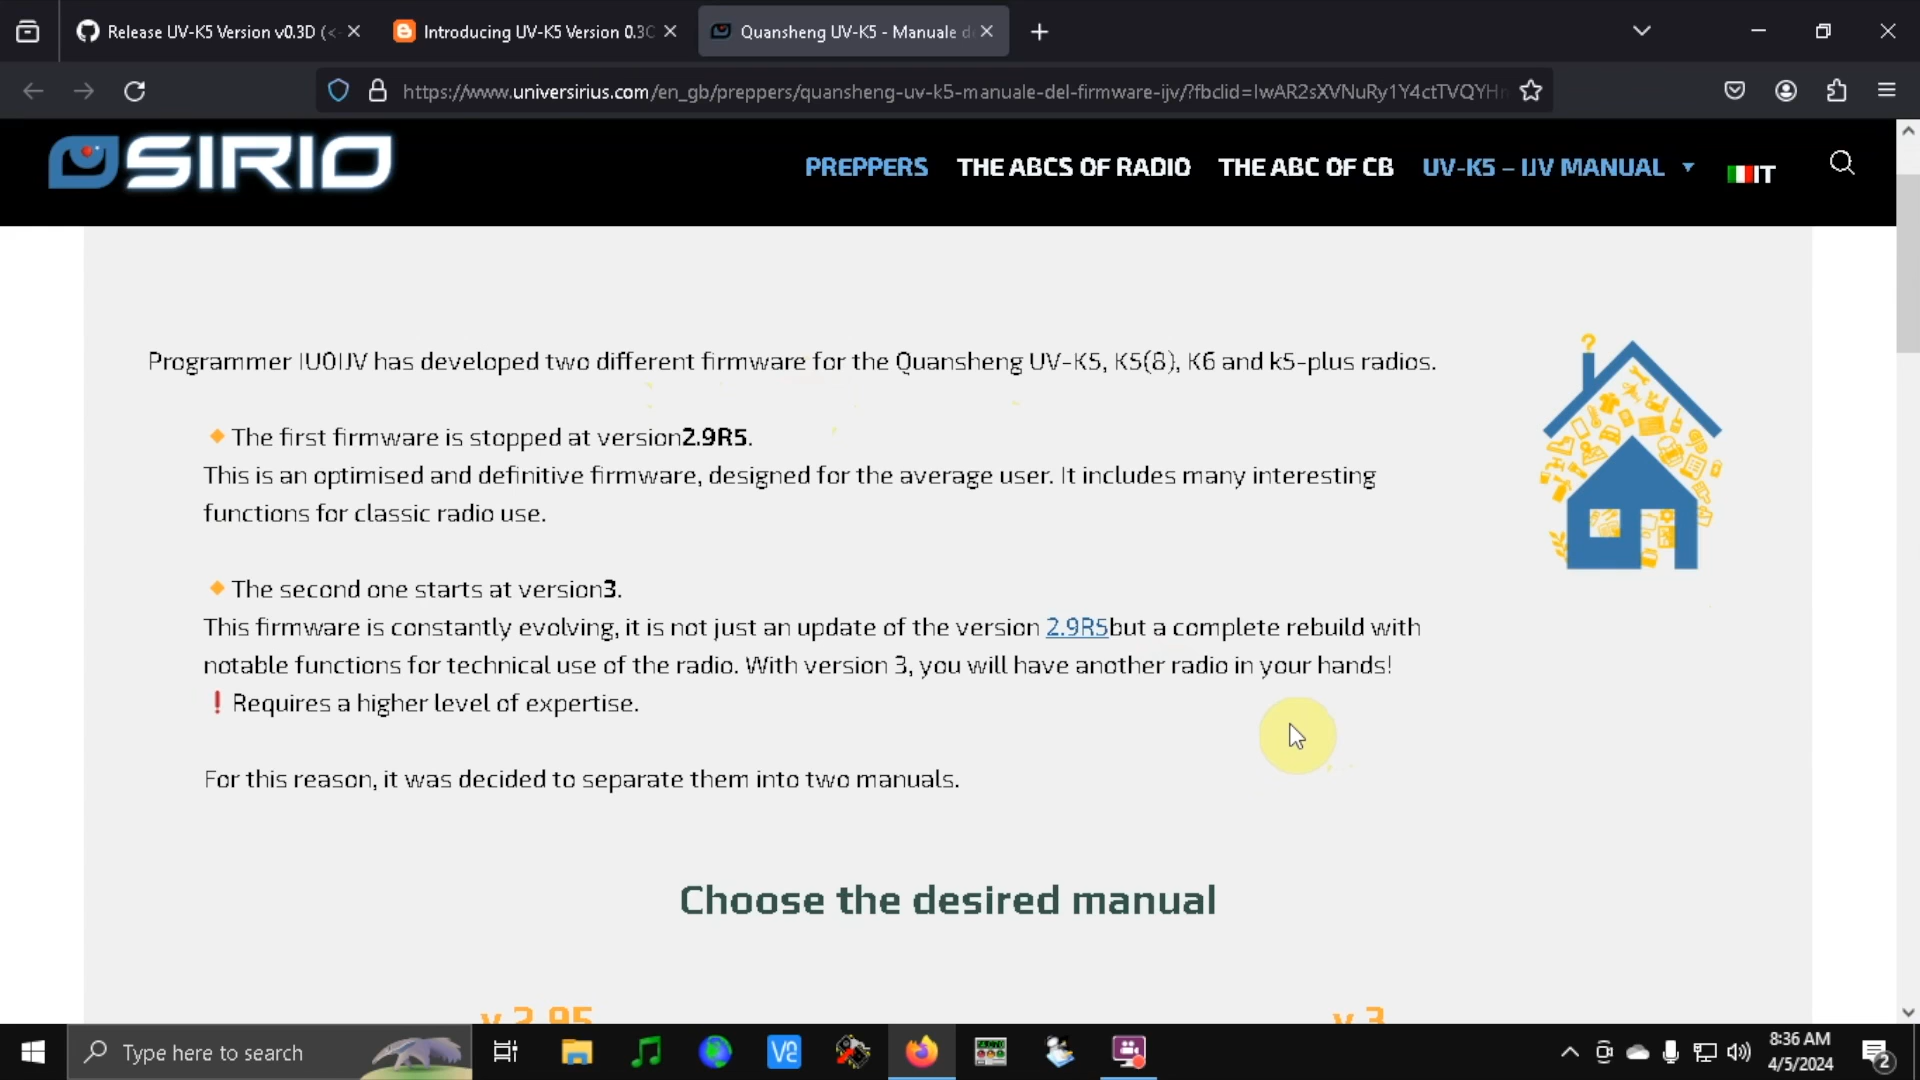 Release UV-K5 Version v0.3D (<-
Introducing UV-K5 Version 0.3C
Quansheng UV-K5 - Manuale d
https://www.universirius.com/en_gb/preppers/quansheng-uv-k5-manuale-del-firmware-ijv/?fbclid=IwAR2sXVNuRy1Y4ctTVQYH
SIRIO
PREPPERS
THE ABCS OF RADIO
THE ABC OF CB
UV-K5 – IJV MANUAL
IT
Programmer IU0IJV has developed two different firmware for the Quansheng UV-K5, K5(8), K6 and k5-plus radios.
🔸The first firmware is stopped at version2.9R5.
This is an optimised and definitive firmware, designed for the average user. It includes many interesting
functions for classic radio use.
🔸The second one starts at version3.
This firmware is constantly evolving, it is not just an update of the version 2.9R5but a complete rebuild with
notable functions for technical use of the radio. With version 3, you will have another radio in your hands!
❗Requires a higher level of expertise.
For this reason, it was decided to separate them into two manuals.
Choose the desired manual
v 3
Type here to search
8:36 AM
4/5/2024
2